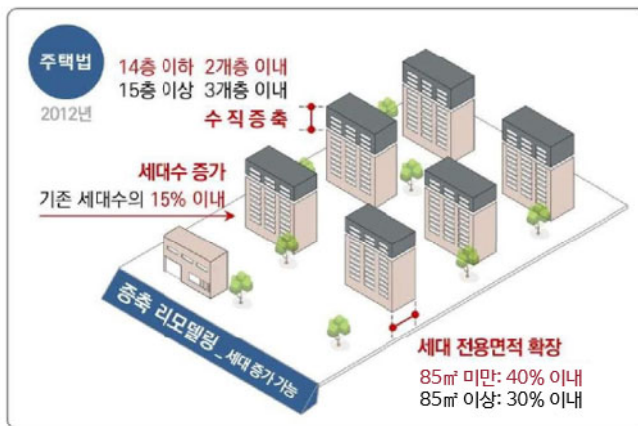 주택법
2012년
14층 이하 2개층 이내
15층 이상 3개층 이내
수직증축
세대수 증가
기존 세대수의 15% 이내
증축 리모델링_세대 증가 가능
세대 전용면적 확장
85㎡ 미만: 40% 이내
85㎡ 이상: 30% 이내